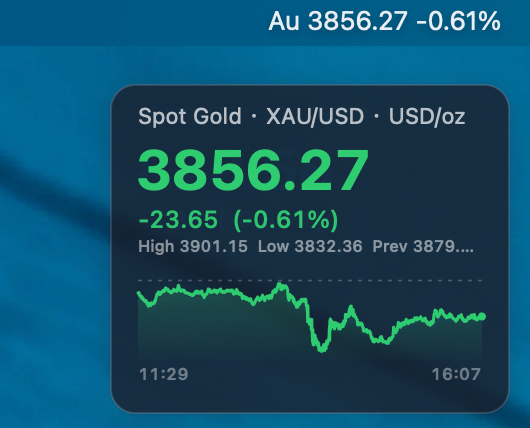 Au 3856.27 -0.61%
Spot Gold · XAU/USD · USD/oz
3856.27
-23.65 (-0.61%)
High 3901.15 Low 3832.36 Prev 3879....
11:29 16:07